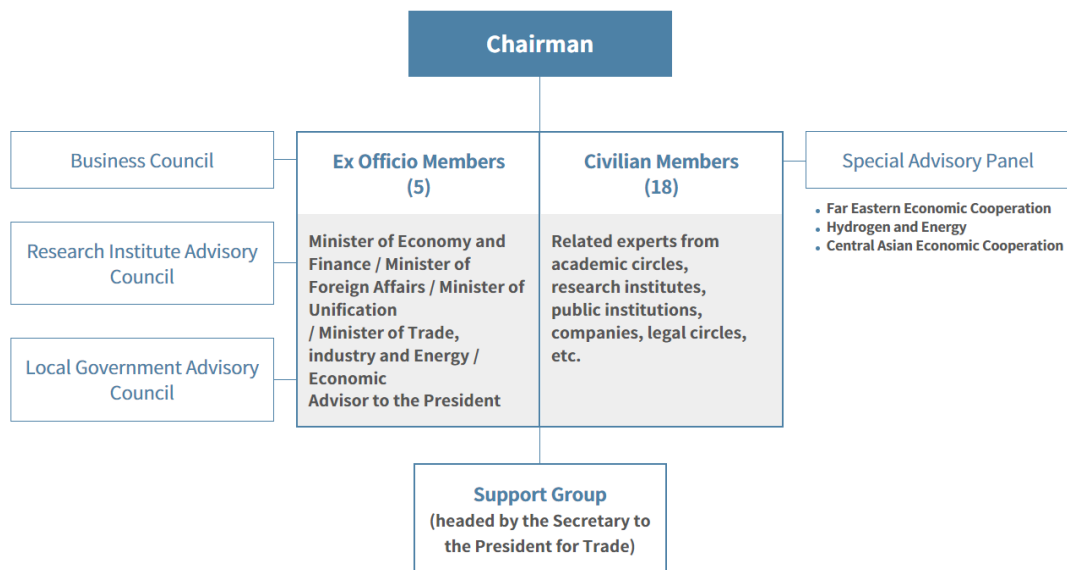 Chairman
Business Council
Research Institute Advisory
Council
Local Government Advisory
Council
Ex Officio Members
(5)
Minister of Economy and
Finance / Minister of
Foreign Affairs / Minister of
Unification
/ Minister of Trade,
industry and Energy /
Economic
Advisor to the President
Civilian Members
(18)
Related experts from
academic circles,
research institutes,
public institutions,
companies, legal circles,
etc.
Special Advisory Panel
• Far Eastern Economic Cooperation
• Hydrogen and Energy
• Central Asian Economic Cooperation
Support Group
(headed by the Secretary to
the President for Trade)